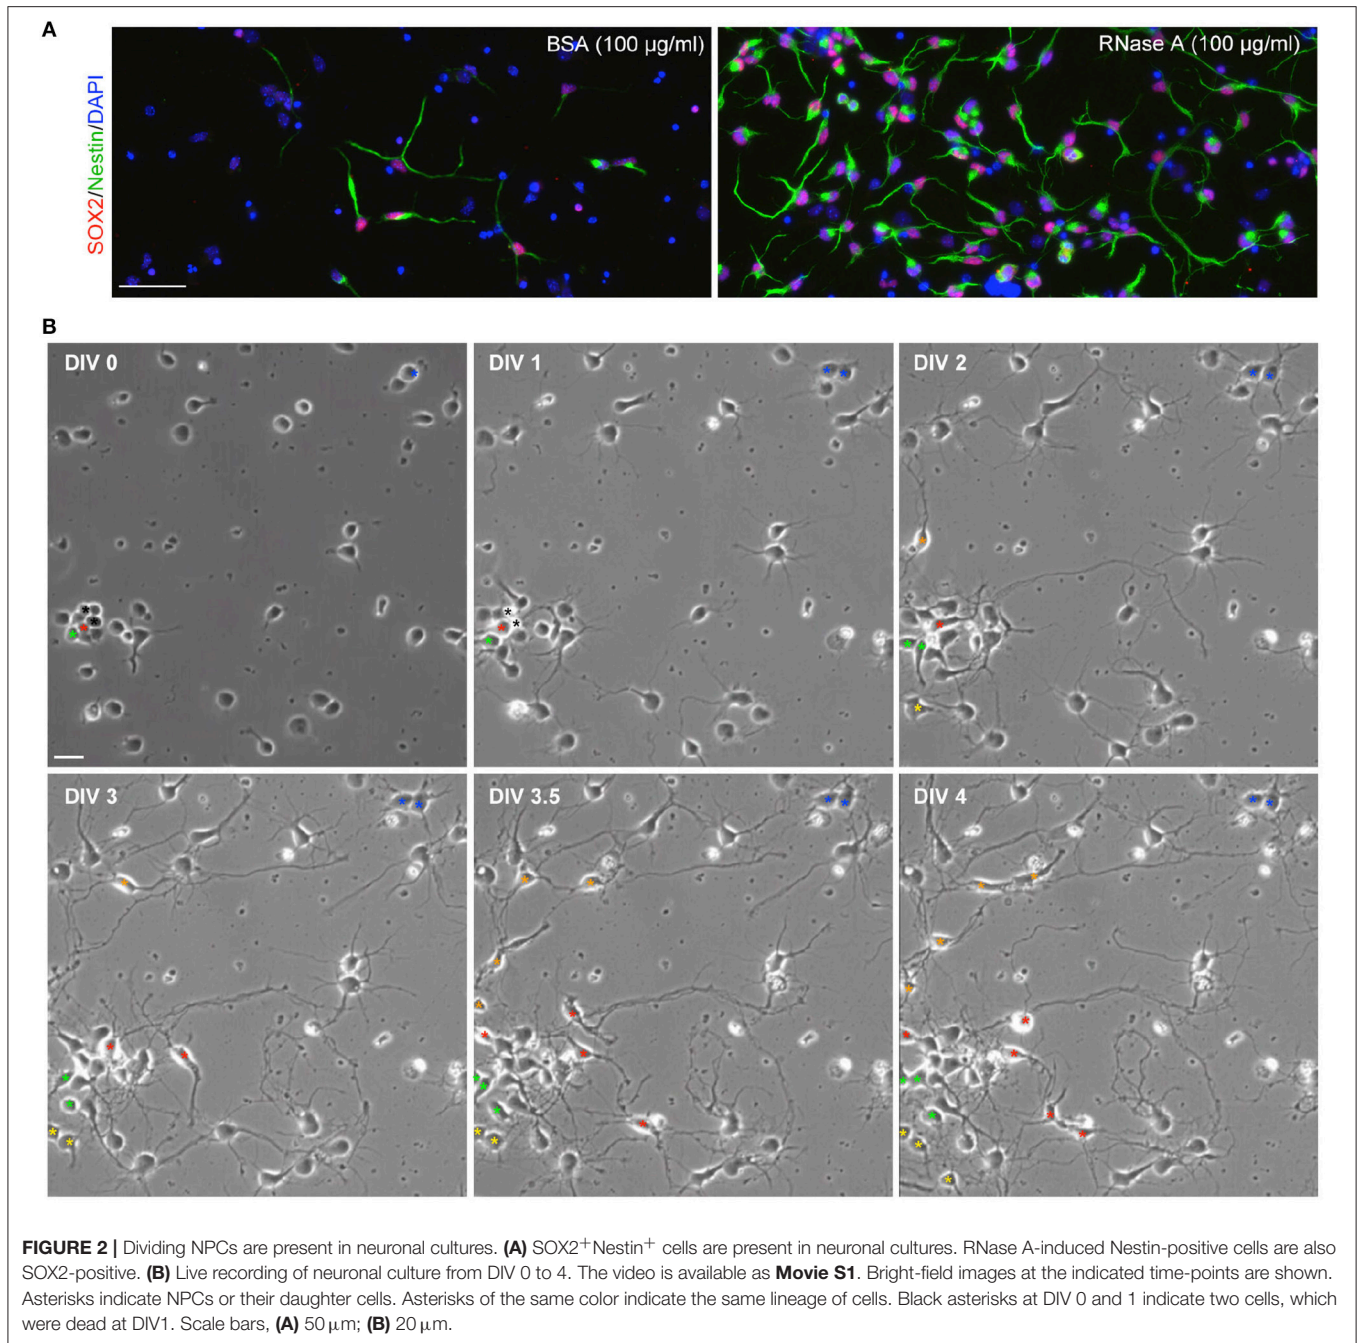 A
BSA (100 µg/ml)
RNase A (100 µg/ml)
SOX2/Nestin/DAPI
B
DIV 0
DIV 1
DIV 2
DIV 3
DIV 3.5
DIV 4
FIGURE 2 | Dividing NPCs are present in neuronal cultures. (A) SOX2+Nestin+ cells are present in neuronal cultures. RNase A-induced Nestin-positive cells are also
SOX2-positive. (B) Live recording of neuronal culture from DIV 0 to 4. The video is available as Movie S1. Bright-field images at the indicated time-points are shown.
Asterisks indicate NPCs or their daughter cells. Asterisks of the same color indicate the same lineage of cells. Black asterisks at DIV 0 and 1 indicate two cells, which
were dead at DIV1. Scale bars, (A) 50 µm; (B) 20 µm.